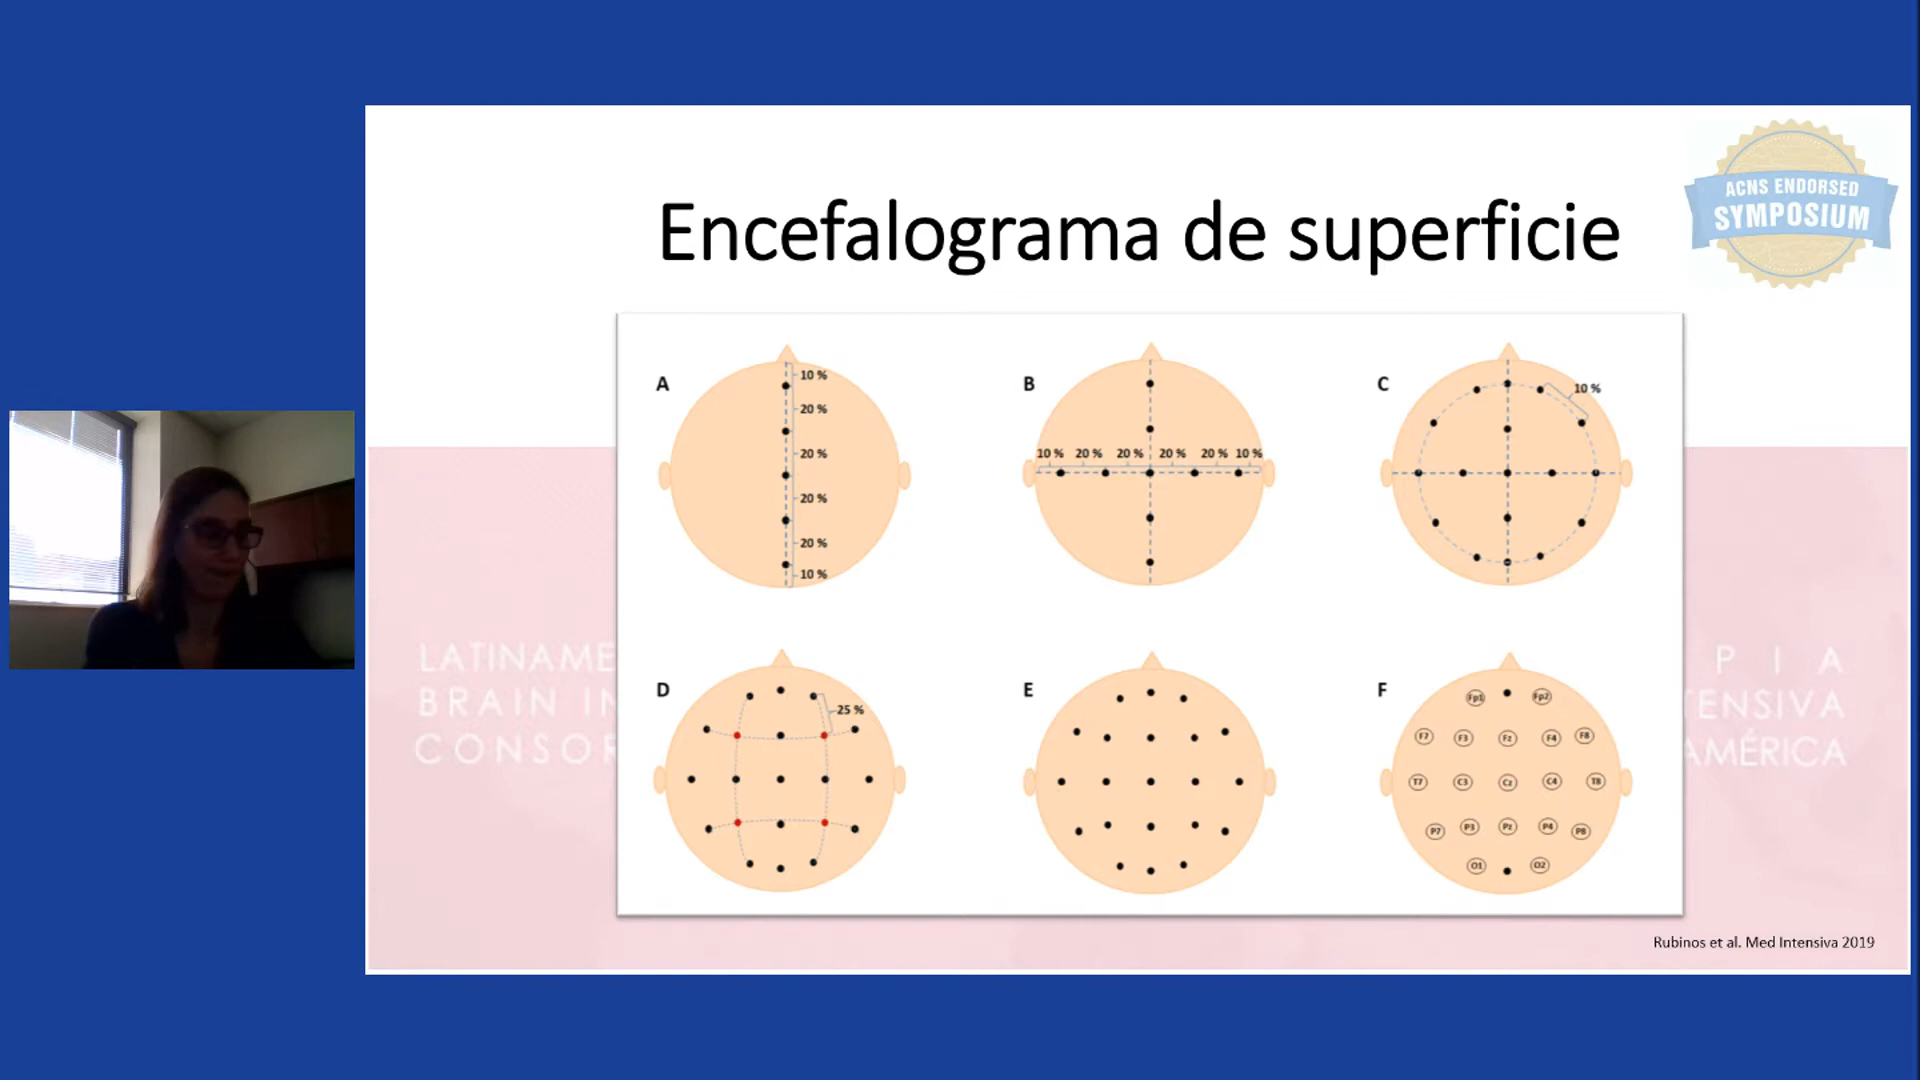 ACNS ENDORSED
SYMPOSIUM
Encefalograma de superficie
A
10 %
20 %
20 %
20 %
20 %
10 %
B
10 % 20 % 20 % 20 % 20 % 10 %
C
10 %
D
25 %
E
F
Fp1 Fp2
F7 F3 Fz F4 F8
T7 C3 Cz C4 T8
P7 P3 Pz P4 P8
O1 O2
LATINAME
BRAIN IN
CONSOR
P I A
TENSIVA
AMÉRICA
Rubinos et al. Med Intensiva 2019